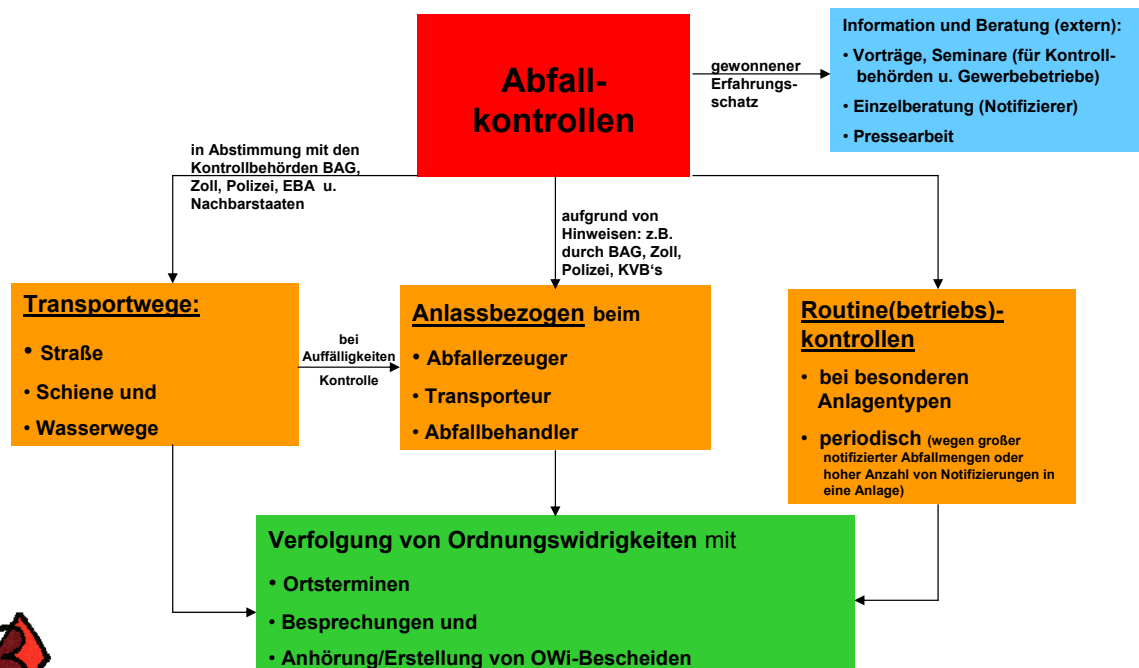 Abfall-
kontrollen
gewonnener
Erfahrungs-
schatz
Information und Beratung (extern):
• Vorträge, Seminare (für Kontroll-
behörden u. Gewerbebetriebe)
• Einzelberatung (Notifizierer)
• Pressearbeit
in Abstimmung mit den
Kontrollbehörden BAG,
Zoll, Polizei, EBA u.
Nachbarstaaten
aufgrund von
Hinweisen: z.B.
durch BAG, Zoll,
Polizei, KVB‘s
Transportwege:
• Straße
• Schiene und
• Wasserwege
bei
Auffälligkeiten
Kontrolle
Anlassbezogen beim
• Abfallerzeuger
• Transporteur
• Abfallbehandler
Routine(betriebs)-
kontrollen
• bei besonderen
Anlagentypen
• periodisch (wegen großer
notifizierter Abfallmengen oder
hoher Anzahl von Notifizierungen in
eine Anlage)
Verfolgung von Ordnungswidrigkeiten mit
• Ortsterminen
• Besprechungen und
• Anhörung/Erstellung von OWi-Bescheiden